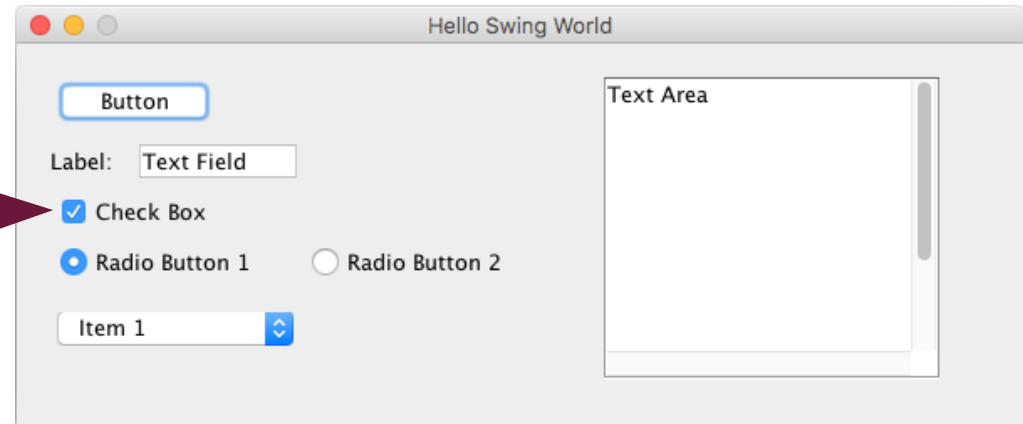 Hello Swing World
Button
Label: Text Field
Check Box
Radio Button 1 Radio Button 2
Item 1
Text Area